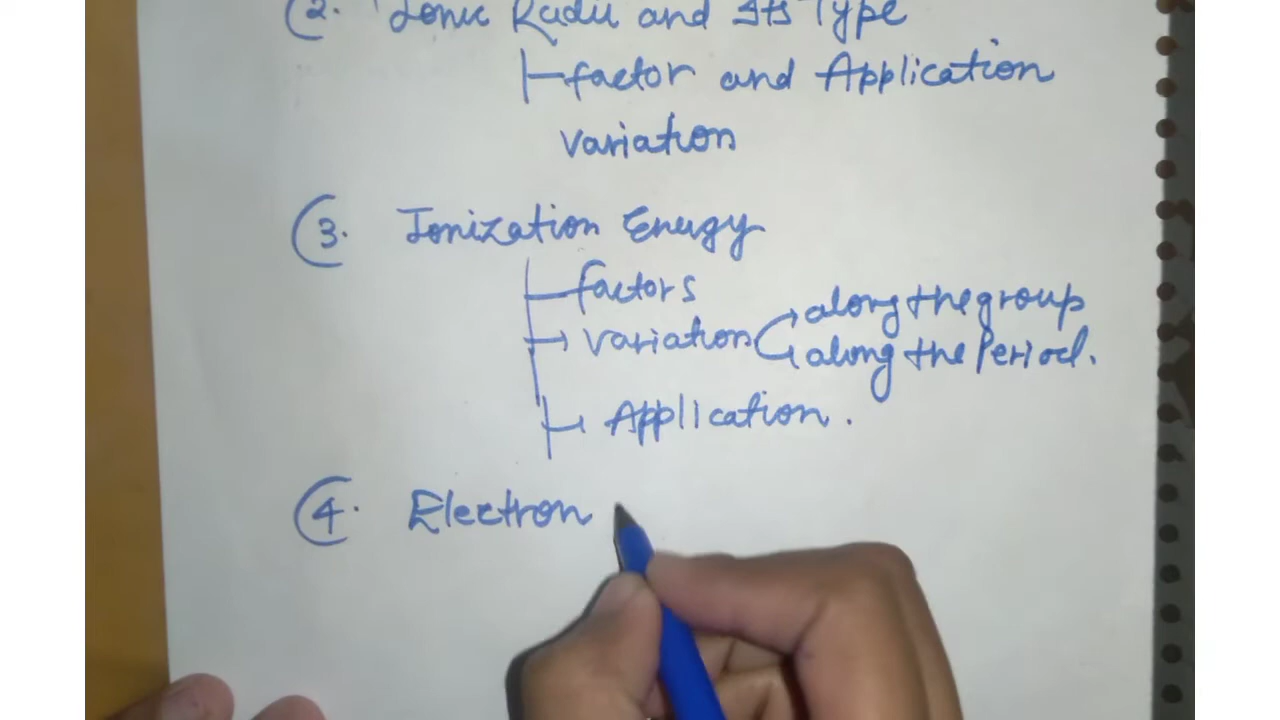 (2. Ionic Radii and Its Type
factor and Application
Variation
(3. Ionization Energy
factors
Variation along the group
along the Period.
Application.
(4. Electron